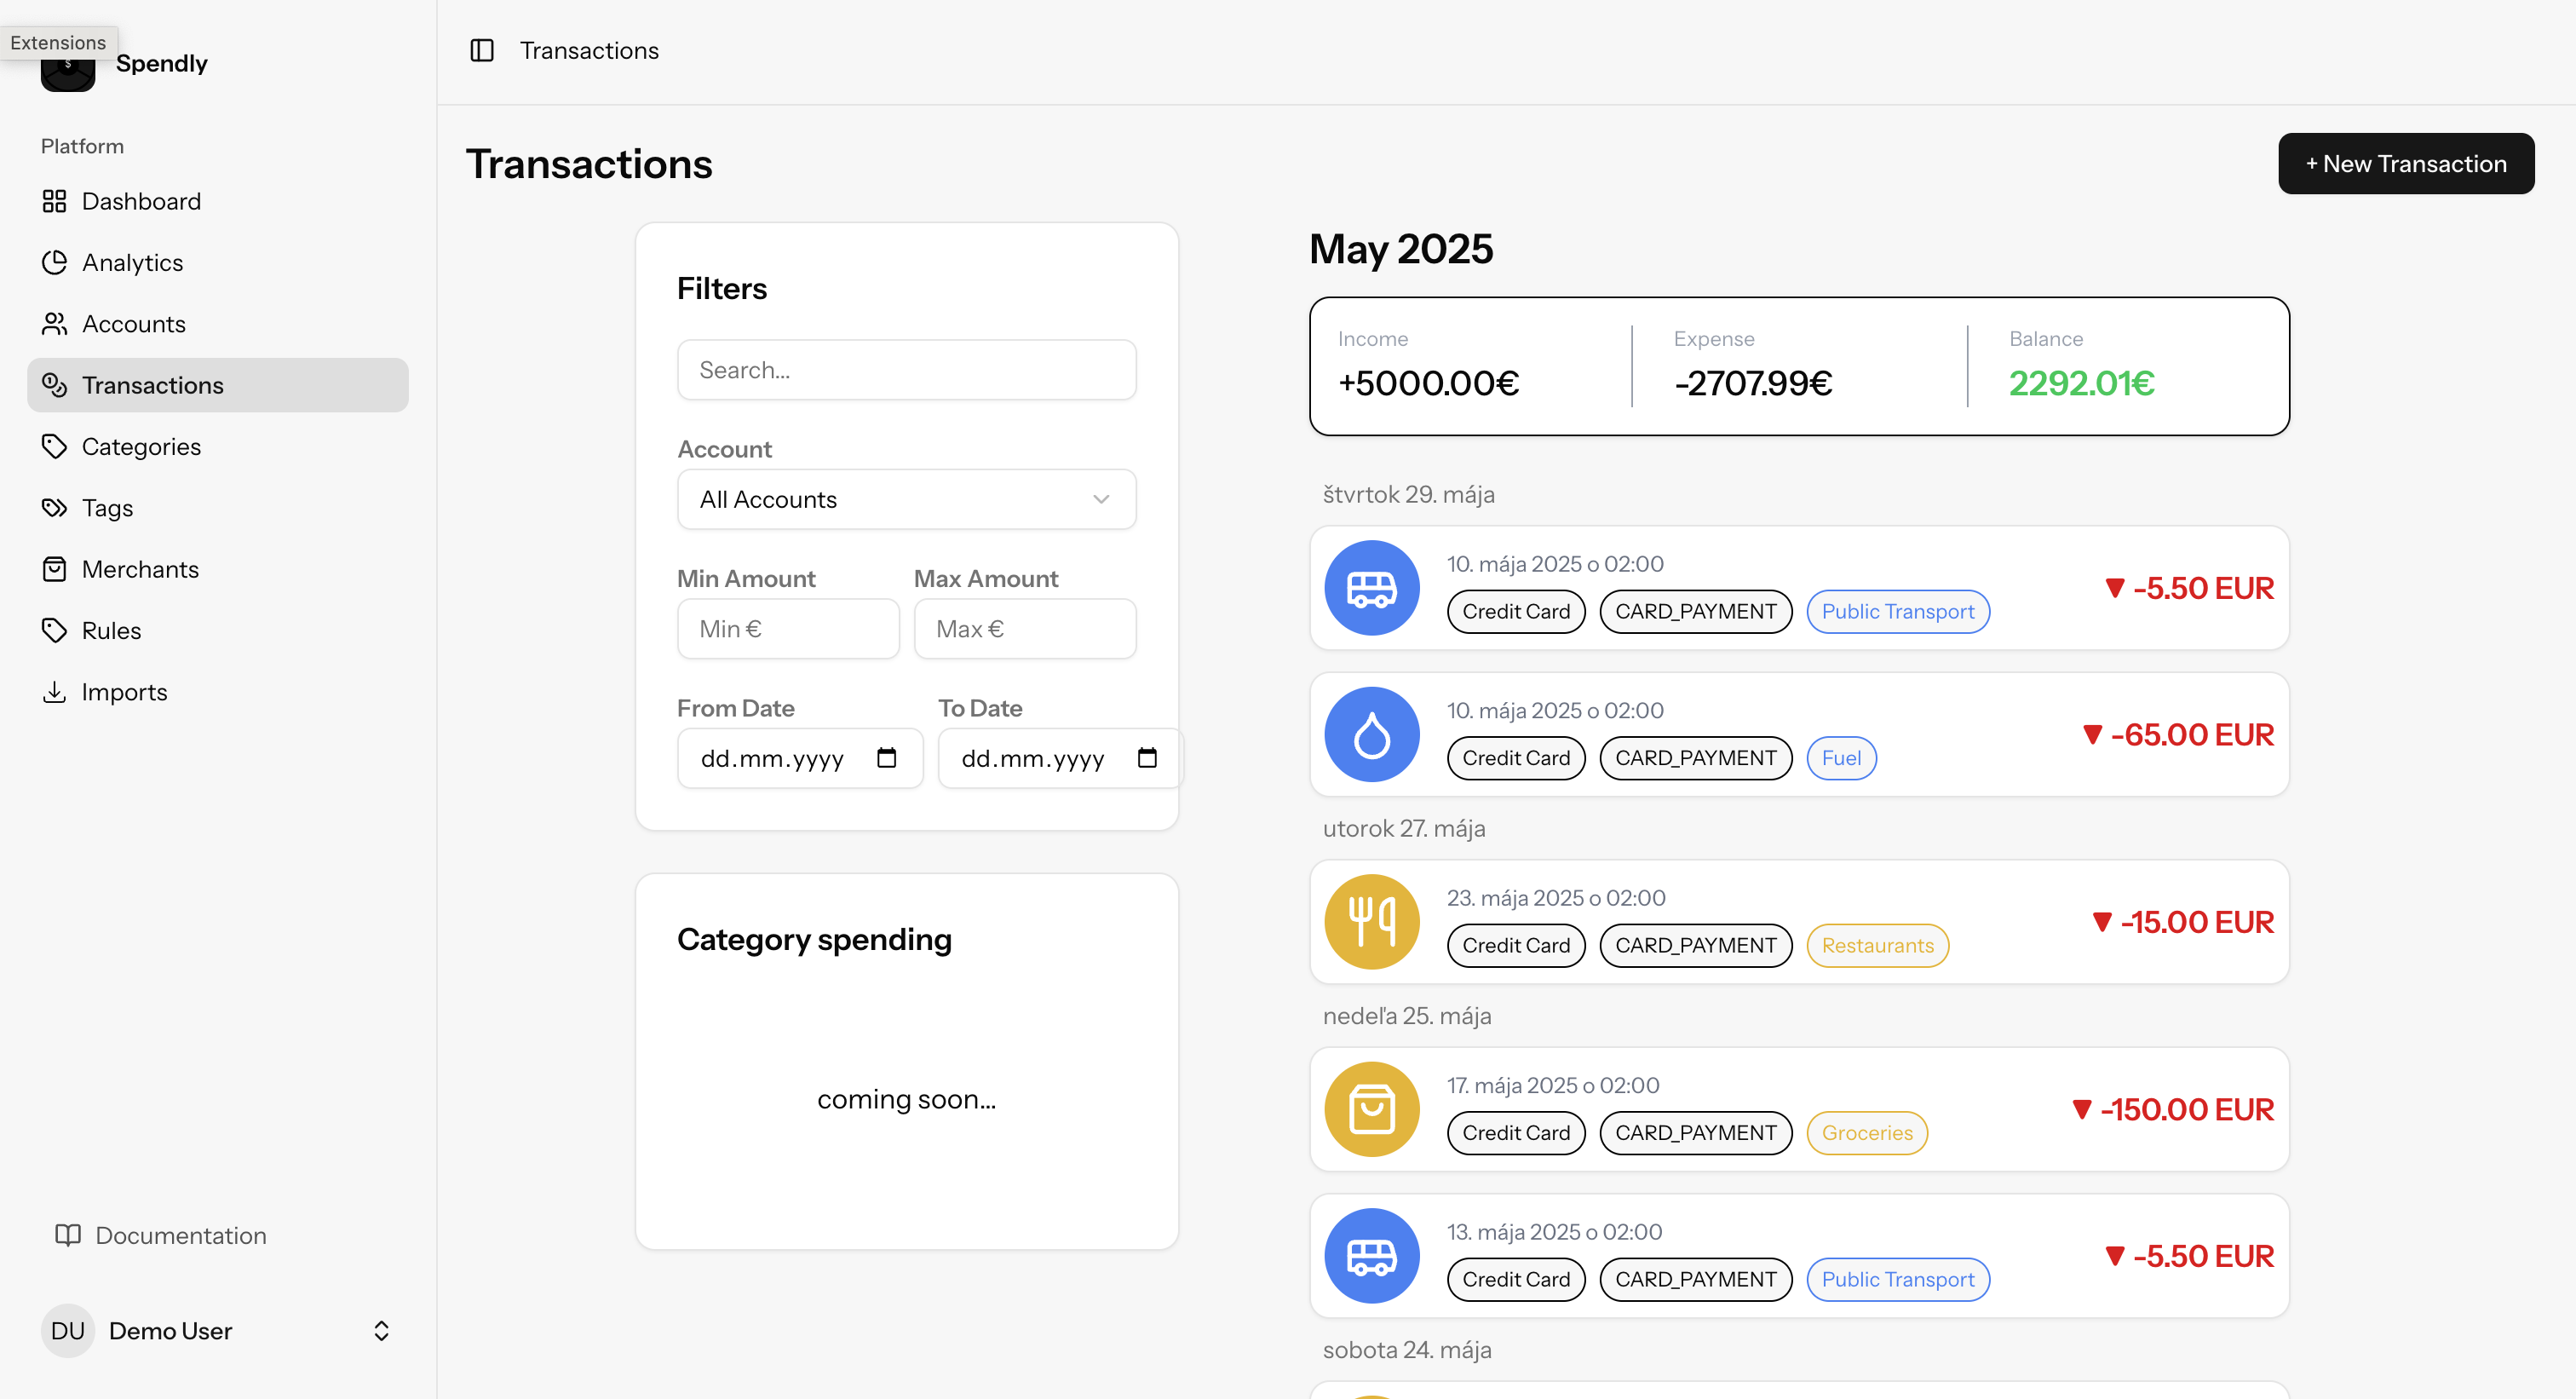 Extensions
Spendly
Platform
Dashboard
Analytics
Accounts
Transactions
Categories
Tags
Merchants
Rules
Imports
Documentation
DU
Demo User
Transactions
Transactions
+ New Transaction
Filters
Search...
Account
All Accounts
Min Amount Max Amount
Min € Max €
From Date To Date
dd.mm.yyyy dd.mm.yyyy
Category spending
coming soon...
May 2025
Income Expense Balance
+5000.00€ -2707.99€ 2292.01€
štvrtok 29. mája
10. mája 2025 o 02:00
Credit Card CARD_PAYMENT Public Transport
-5.50 EUR
10. mája 2025 o 02:00
Credit Card CARD_PAYMENT Fuel
-65.00 EUR
utorok 27. mája
23. mája 2025 o 02:00
Credit Card CARD_PAYMENT Restaurants
-15.00 EUR
nedeľa 25. mája
17. mája 2025 o 02:00
Credit Card CARD_PAYMENT Groceries
-150.00 EUR
13. mája 2025 o 02:00
Credit Card CARD_PAYMENT Public Transport
-5.50 EUR
sobota 24. mája